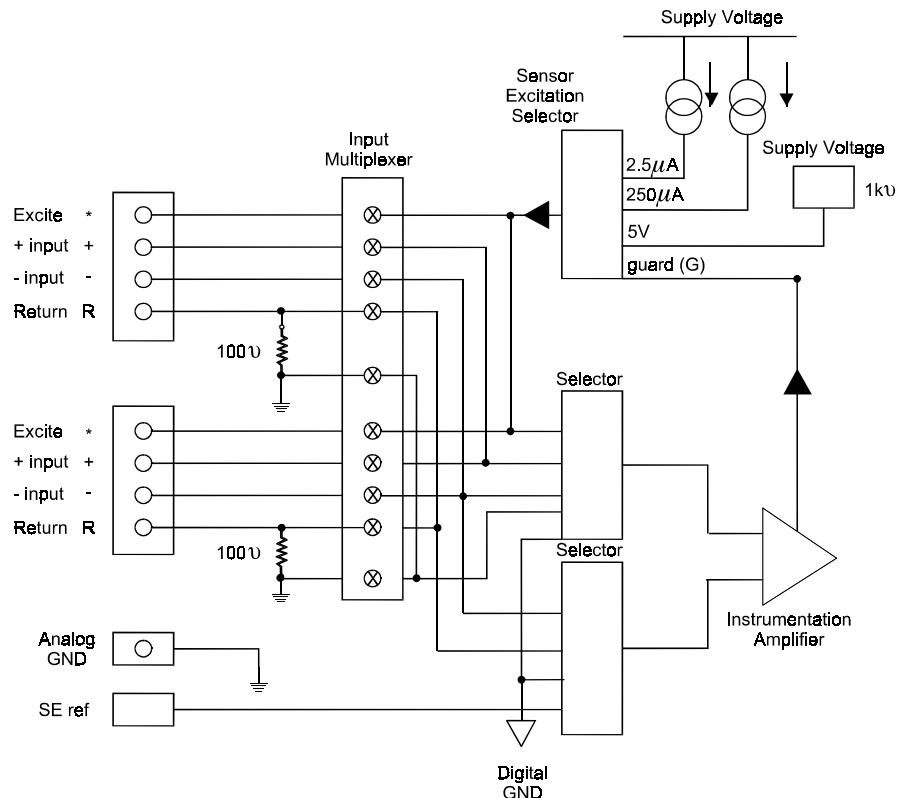 Supply Voltage
Sensor
Excitation
Selector
Input
Multiplexer
Supply Voltage
2.5μA
250μA
1kυ
5V
guard (G)
Excite *
+ input +
- input -
Return R
100υ
Selector
Excite *
+ input +
- input -
Return R
100υ
Selector
Instrumentation
Amplifier
Analog
GND
SE ref
Digital
GND